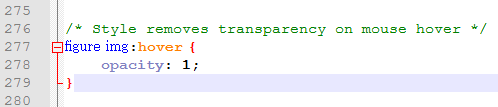 275
276 /* Style removes transparency on mouse hover */
277 figure img:hover {
278 opacity: 1;
279 }
280